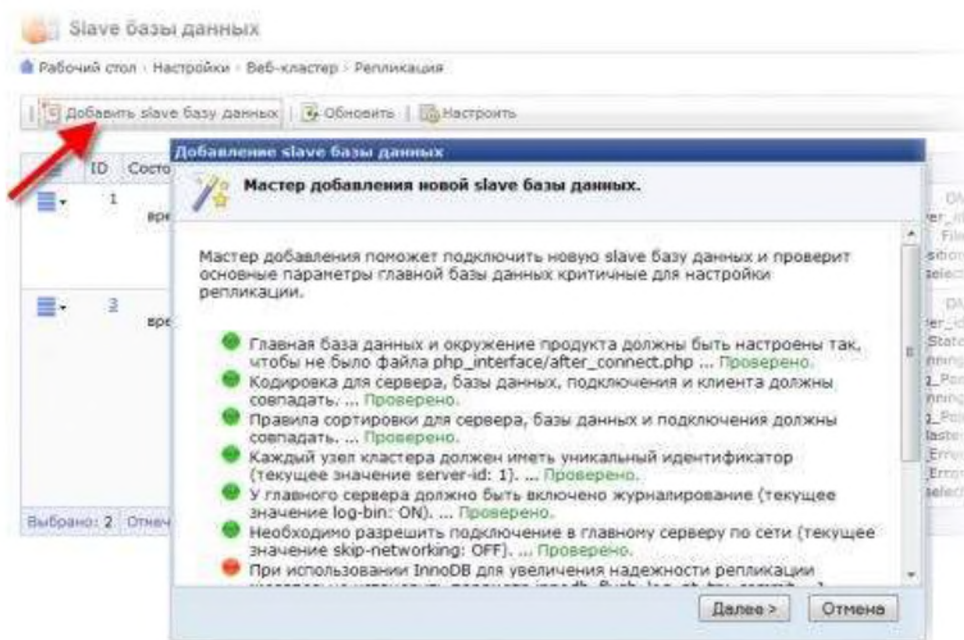 Slave базы данных
Рабочий стол › Настройки › Веб-кластер › Репликация
Добавить slave базу данных | Обновить | Настроить
Добавление slave базы данных
ID Состо
Мастер добавления новой slave базы данных.
1
вре
Мастер добавления поможет подключить новую slave базу данных и проверит
основные параметры главной базы данных критичные для настройки
репликации.
3
вре
Главная база данных и окружение продукта должны быть настроены так,
чтобы не было файла php_interface/after_connect.php ... Проверено.
Кодировка для сервера, базы данных, подключения и клиента должны
совпадать. ... Проверено.
Правила сортировки для сервера, базы данных и подключения должны
совпадать. ... Проверено.
Каждый узел кластера должен иметь уникальный идентификатор
(текущее значение server-id: 1). ... Проверено.
У главного сервера должно быть включено журналирование (текущее
значение log-bin: ON). ... Проверено.
Необходимо разрешить подключение в главному серверу по сети (текущее
значение skip-networking: OFF). ... Проверено.
При использовании InnoDB для увеличения надежности репликации
Выбрано: 2 Отмеч
Далее > Отмена